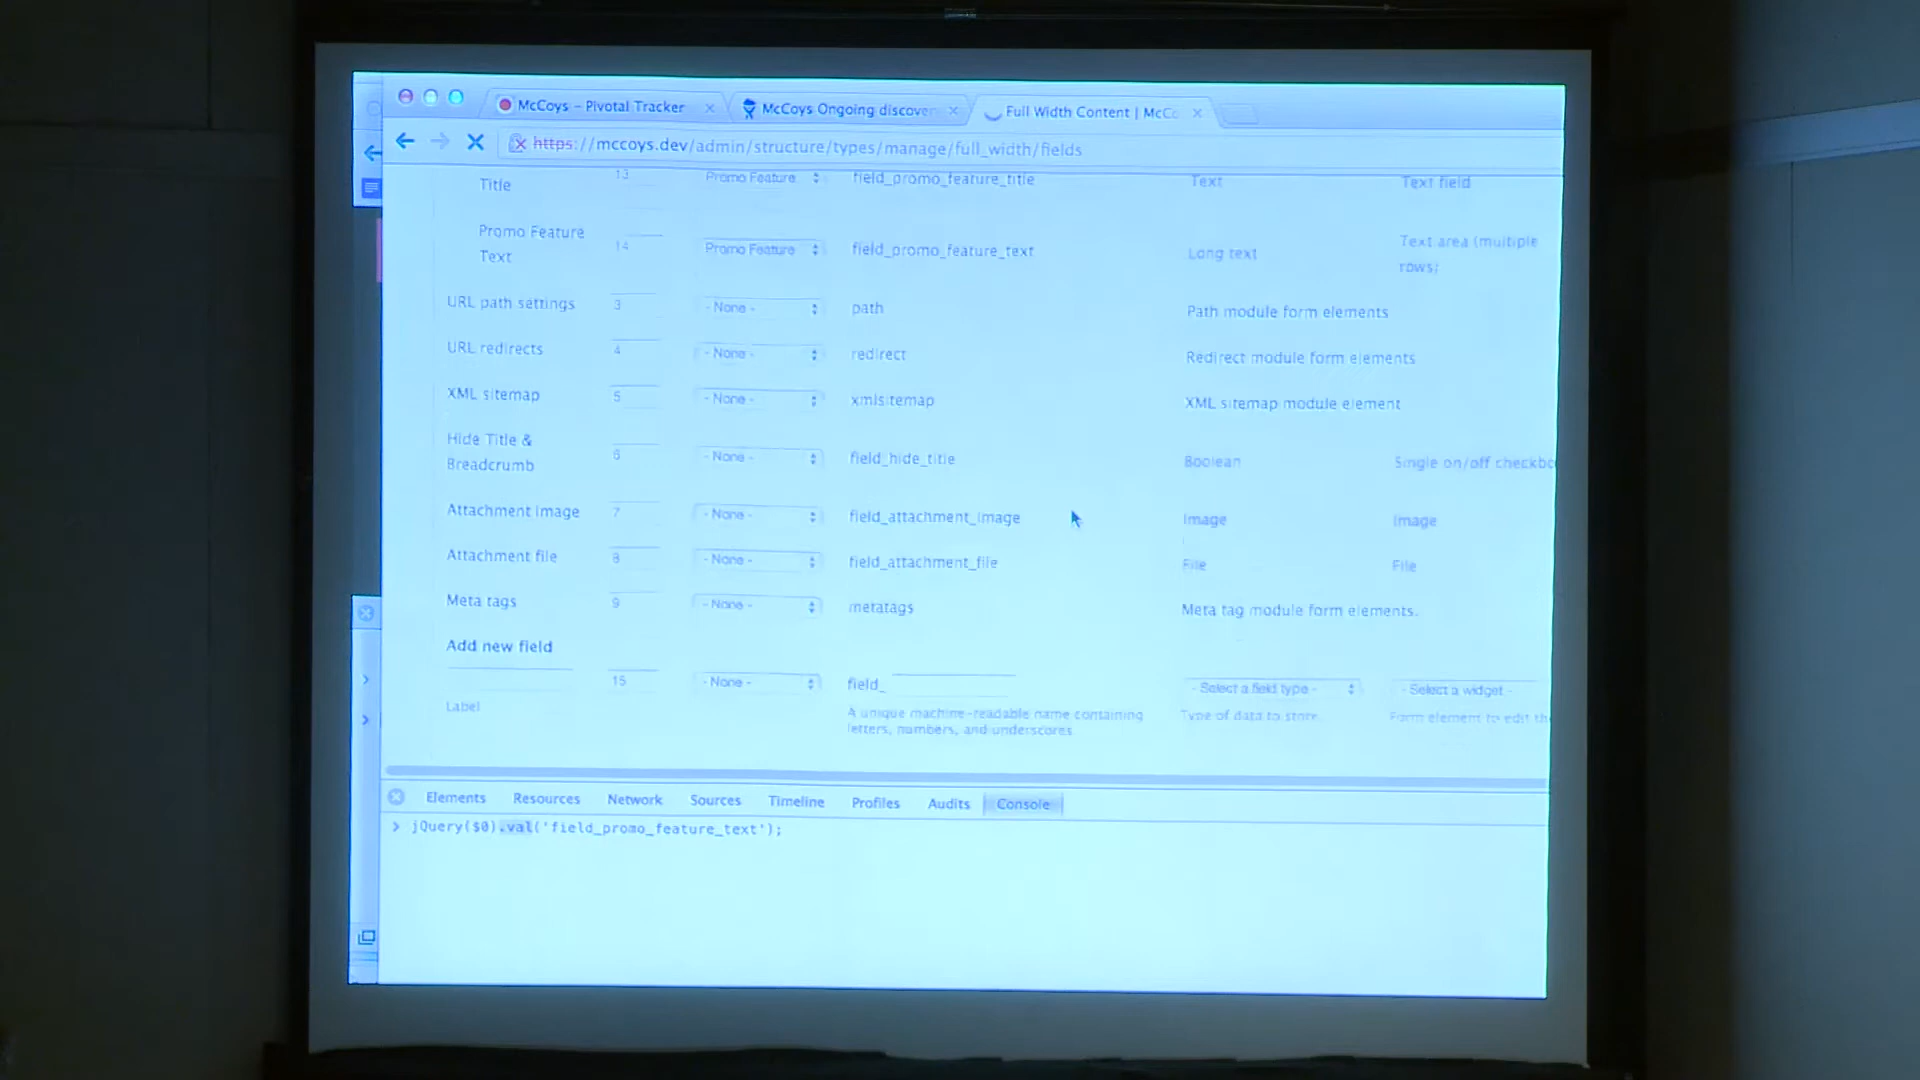 McCoys – Pivotal Tracker
McCoys Ongoing discover
Full Width Content | McCo
https://mccoys.dev/admin/structure/types/manage/full_width/fields
Title 13 Promo Feature field_promo_feature_title Text Text field
Promo Feature Text 14 Promo Feature field_promo_feature_text Long text Text area (multiple rows)
URL path settings 3 - None - path Path module form elements
URL redirects 4 - None - redirect Redirect module form elements
XML sitemap 5 - None - xmlsitemap XML sitemap module element
Hide Title & Breadcrumb 6 - None - field_hide_title Boolean Single on/off checkbo
Attachment image 7 - None - field_attachment_image Image Image
Attachment file 8 - None - field_attachment_file File File
Meta tags 9 - None - metatags Meta tag module form elements.
Add new field
15 - None - field_ - Select a field type - - Select a widget -
Label A unique machine-readable name containing Type of data to store. Form element to edit th
letters, numbers, and underscores.
Elements Resources Network Sources Timeline Profiles Audits Console
> jQuery($0).val('field_promo_feature_text');